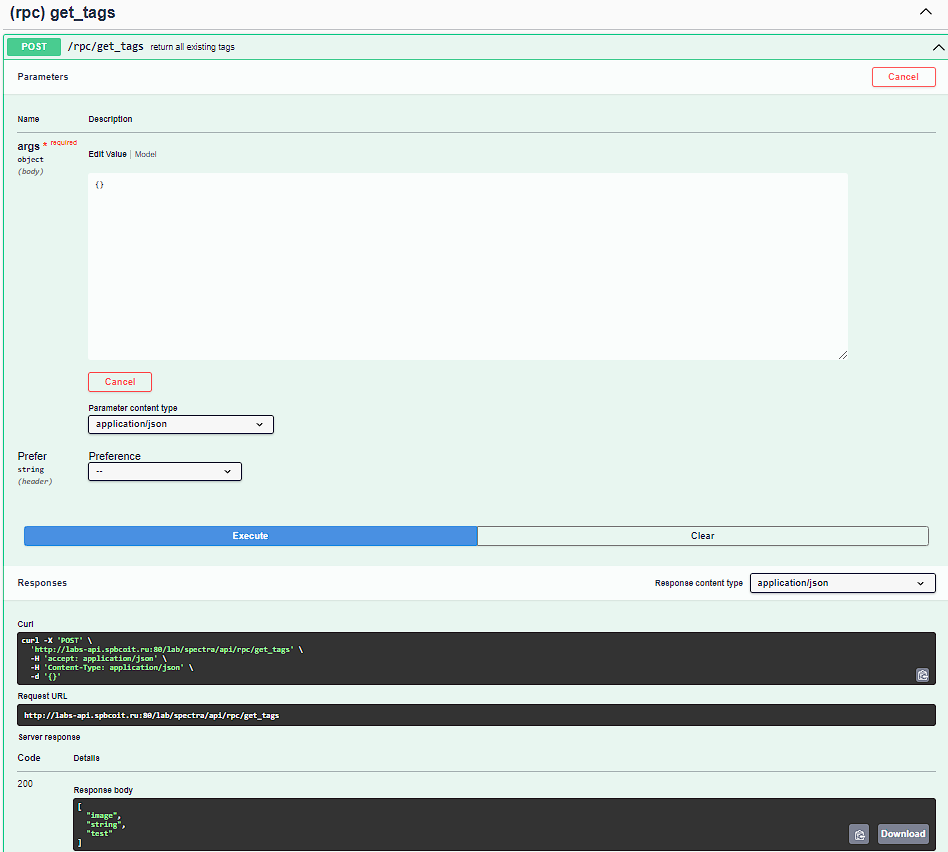 (rpc) get_tags
POST /rpc/get_tags return all existing tags
Parameters Cancel
Name Description
args * required
object
(body)
Edit Value | Model
{}
Cancel
Parameter content type
application/json
Prefer
string
(header)
Preference
--
Execute Clear
Responses Response content type application/json
Curl
curl -X 'POST' \
'http://labs-api.spbcoit.ru:80/lab/spectra/api/rpc/get_tags' \
-H 'accept: application/json' \
-H 'Content-Type: application/json' \
-d '{}'
Request URL
http://labs-api.spbcoit.ru:80/lab/spectra/api/rpc/get_tags
Server response
Code Details
200
Response body
[
"image",
"string",
"test"
]
Download